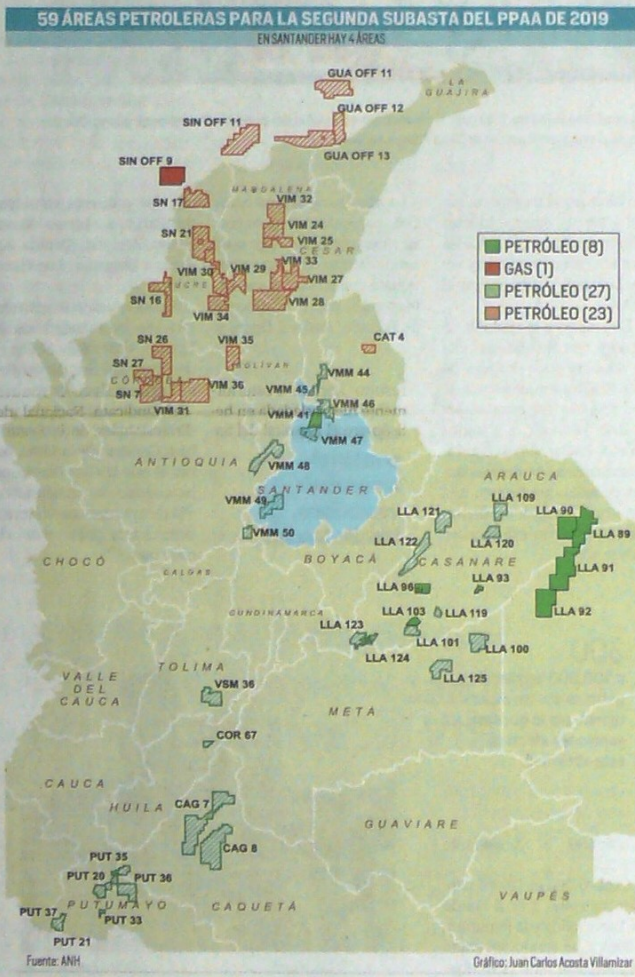 59 ÁREAS PETROLERAS PARA LA SEGUNDA SUBASTA DEL PPAA DE 2019
EN SANTANDER HAY 4 ÁREAS
GUA OFF 11
LA
GUAJIRA
GUA OFF 12
SIN OFF 11
GUA OFF 13
SIN OFF 9
MAGDALENA
SN 17
VIM 32
VIM 24
SN 21
VIM 25
CESAR
VIM 33
VIM 30
VIM 29
VIM 27
UCRE
SN 16
VIM 28
VIM 34
PETRÓLEO (8)
GAS (1)
PETRÓLEO (27)
PETRÓLEO (23)
SN 26
VIM 35
CAT 4
SN 27
BOLÍVAR
VMM 44
CÓRDOBA
SN 7
VIM 36
VMM 45
VMM 46
VIM 31
VMM 41
VMM 47
ANTIOQUIA
VMM 48
SANTANDER
ARAUCA
VMM 49
LLA 109
LLA 121
LLA 90
LLA 89
VMM 50
LLA 122
LLA 120
CHOCÓ
BOYACÁ
CASANARE
CALDAS
LLA 91
LLA 96
LLA 93
CUNDINAMARCA
LLA 103
LLA 119
LLA 92
LLA 123
LLA 101
LLA 100
LLA 124
TOLIMA
LLA 125
VALLE
DEL
CAUCA
VSM 36
META
COR 67
CAUCA
HUILA
CAG 7
GUAVIARE
CAG 8
PUT 35
PUT 20
PUT 36
PUTUMAYO
CAQUETÁ
VAUPÉS
PUT 37
PUT 33
PUT 21
Fuente: ANH
Gráfico: Juan Carlos Acosta Villamizar